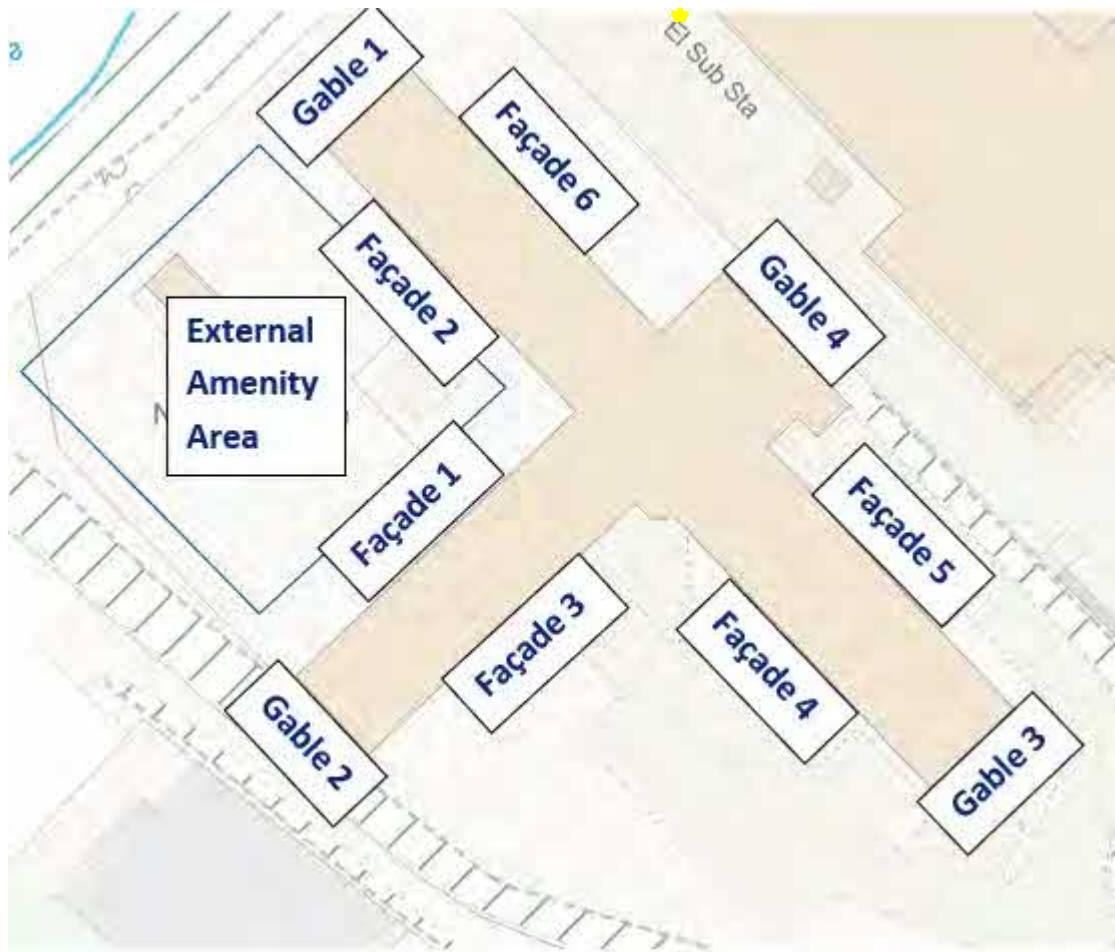 Gable 1
El Sub Sta
Façade 6
Façade 2
Gable 4
External
Amenity
Area
Façade 1
Façade 5
Façade 3
Façade 4
Gable 2
Gable 3